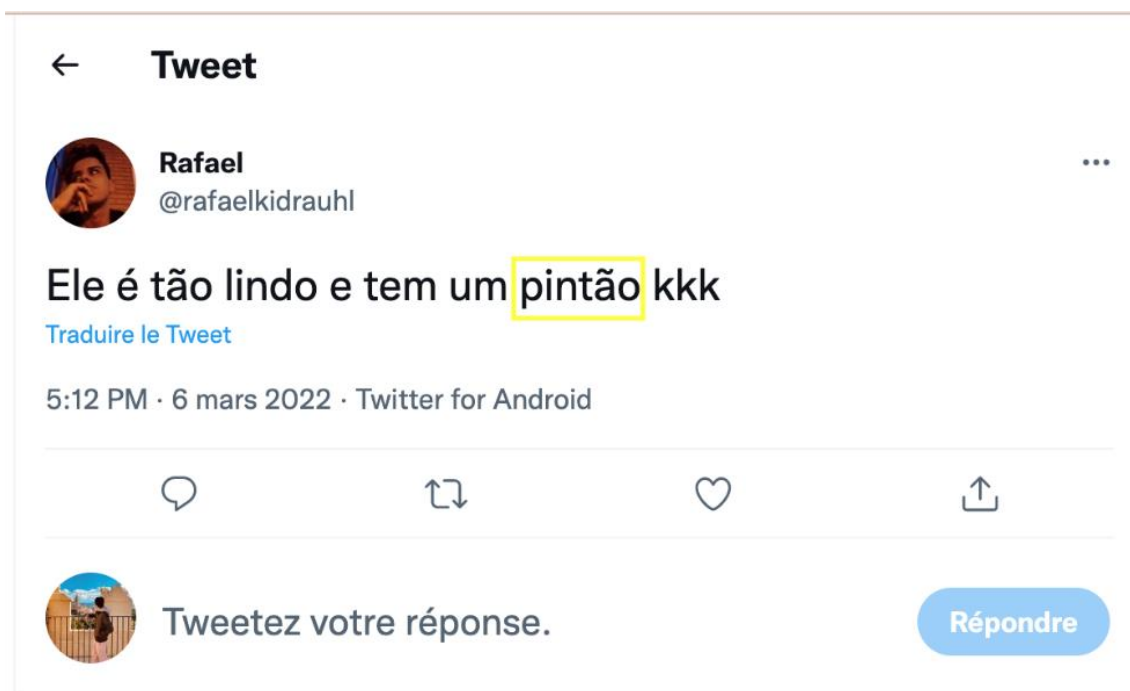 Tweet
Rafael
@rafaelkidrauhl
Ele é tão lindo e tem um pintão kkk
Traduire le Tweet
5:12 PM · 6 mars 2022 · Twitter for Android
Tweetez votre réponse.
Répondre